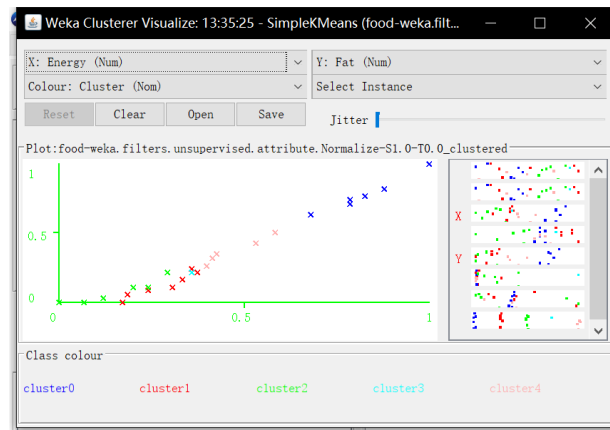 Weka Clusterer Visualize: 13:35:25 - SimpleKMeans (food-weka.filt...
X: Energy (Num) Y: Fat (Num)
Colour: Cluster (Nom) Select Instance
Reset Clear Open Save Jitter
Plot:food-weka.filters.unsupervised.attribute.Normalize-S1.0-T0.0_clustered
1
X
0.5
Y
0
0 0.5 1
Class colour
cluster0 cluster1 cluster2 cluster3 cluster4